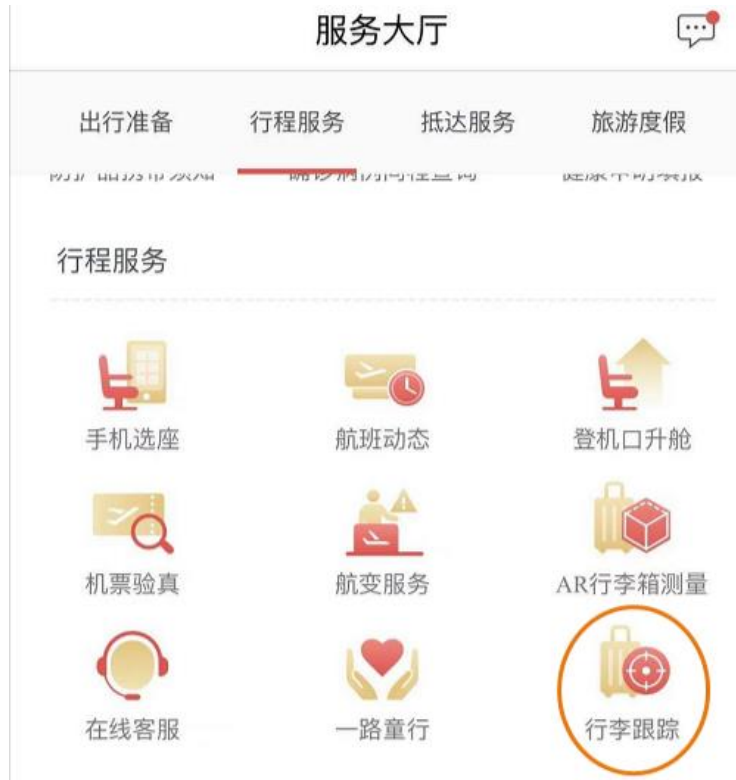 服务大厅
出行准备 行程服务 抵达服务 旅游度假
行程服务
手机选座 航班动态 登机口升舱
机票验真 航变服务 AR行李箱测量
在线客服 一路童行 行李跟踪